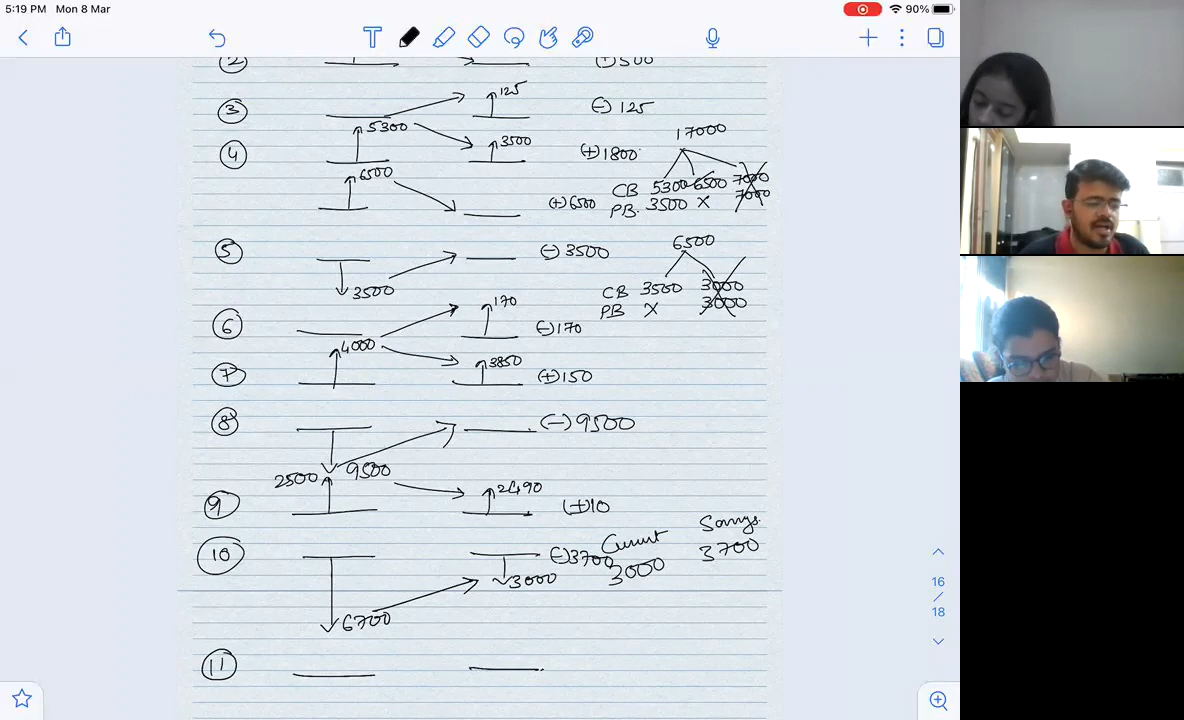 5:19 PM Mon 8 Mar 90%
2 (+)500
3 125 (-) 125
5300 17000
4 3500 (+)1800
6500 CB 5300 6500 7000
(+)6500 PB. 3500 X 7000
5 (-)3500 6500
3500 CB 3500 3000
170 PB X 3000
6 (-)170
4000
7 3850 (+)150
8 (-)9500
2500 9500
9 2490 (+)10
Current Savings
10 (-)3700 3000 3700
3000
6700
11
16
/
18